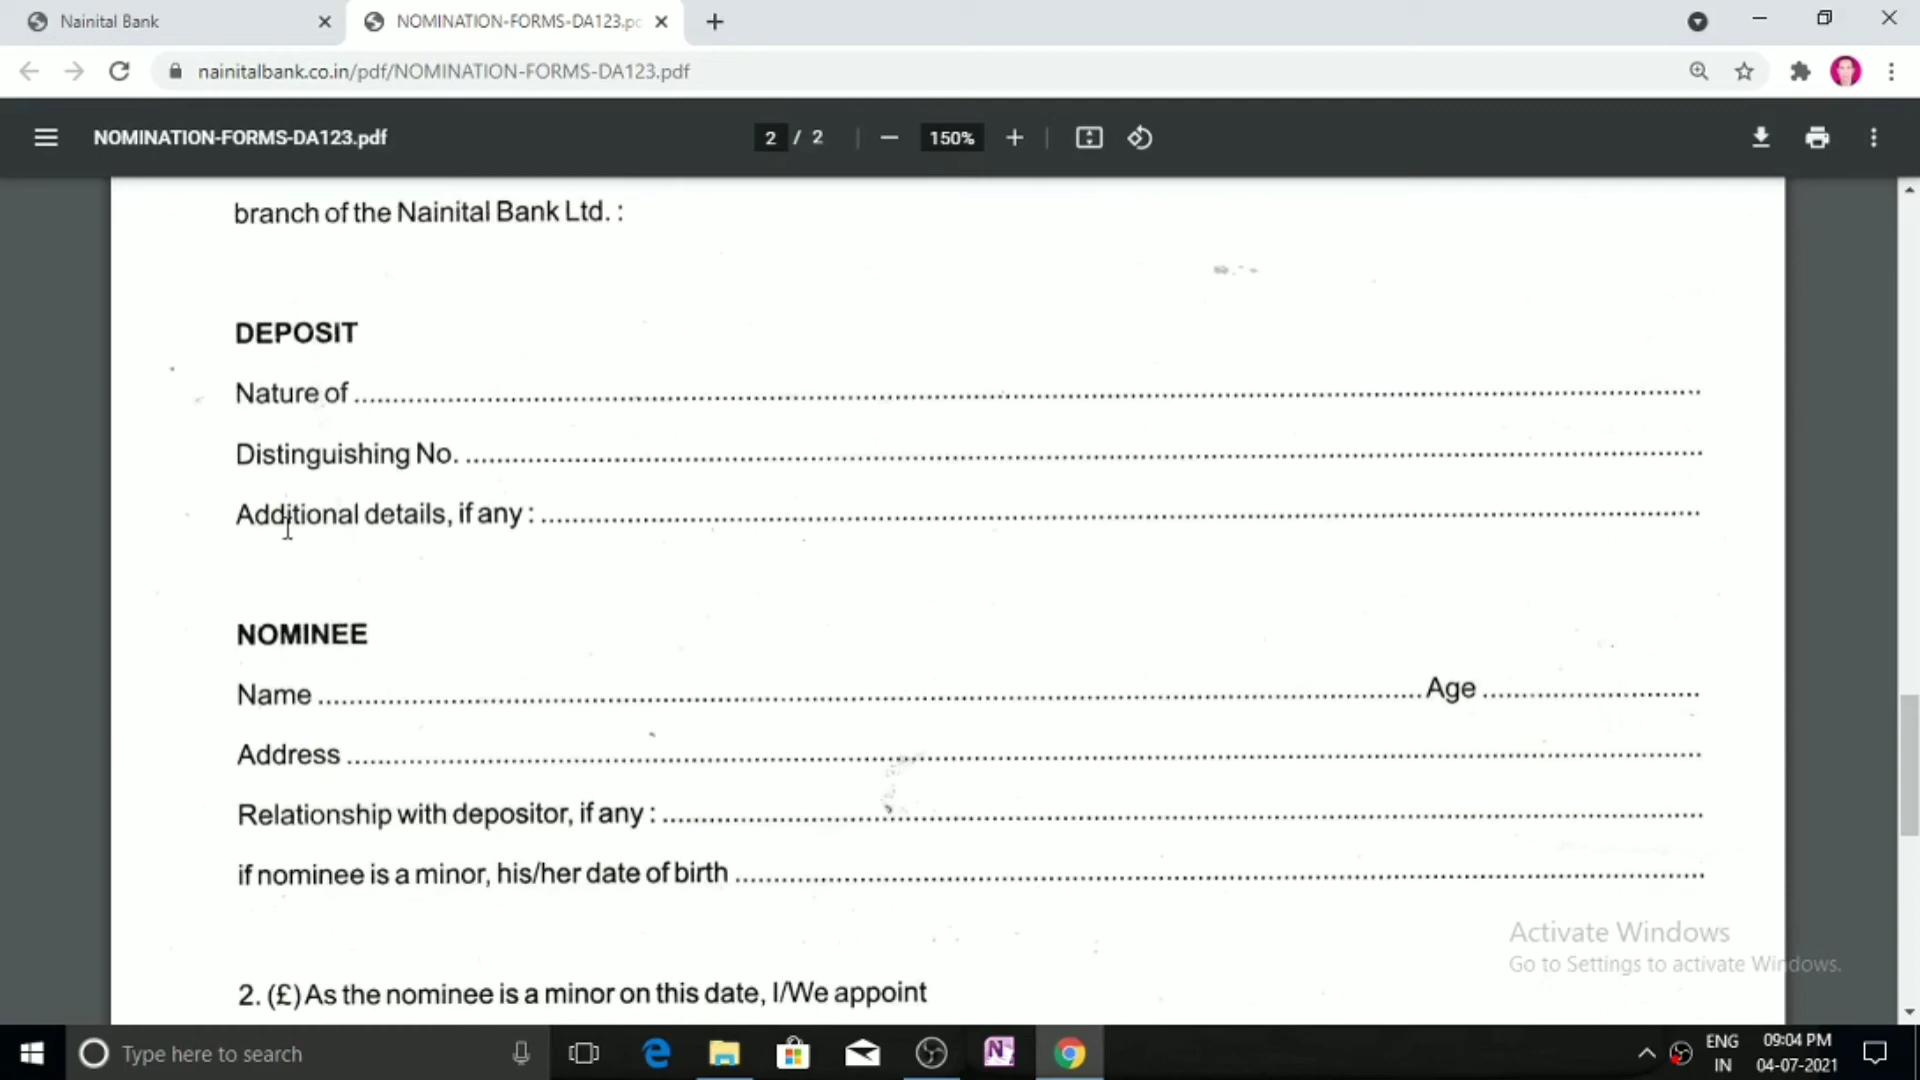 Nainital Bank
NOMINATION-FORMS-DA123.pc
nainitalbank.co.in/pdf/NOMINATION-FORMS-DA123.pdf
NOMINATION-FORMS-DA123.pdf
2 / 2
150%
branch of the Nainital Bank Ltd. :
DEPOSIT
Nature of ................................................................
Distinguishing No. ................................................................
Additional details, if any : ................................................................
NOMINEE
Name ................................................................ Age ....................
Address ................................................................
Relationship with depositor, if any : ................................................................
if nominee is a minor, his/her date of birth ................................................................
2. (£) As the nominee is a minor on this date, I/We appoint
Activate Windows
Go to Settings to activate Windows.
Type here to search
ENG
IN
09:04 PM
04-07-2021